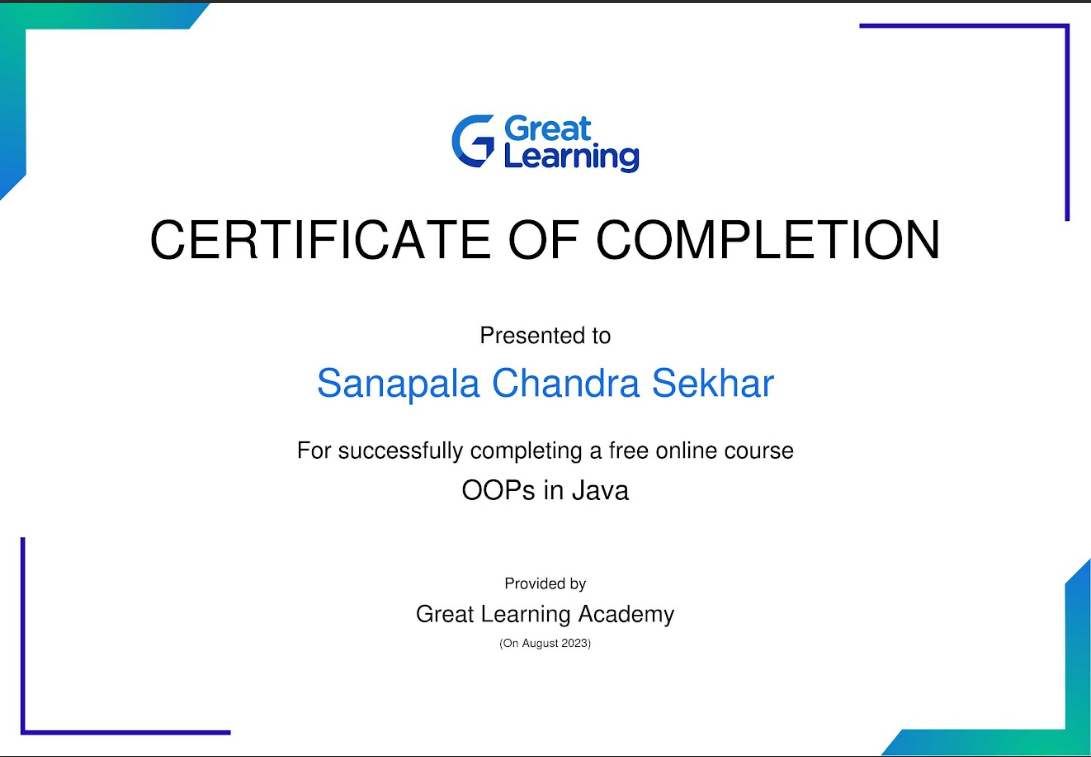 Great
Learning
CERTIFICATE OF COMPLETION
Presented to
Sanapala Chandra Sekhar
For successfully completing a free online course
OOPs in Java
Provided by
Great Learning Academy
(On August 2023)